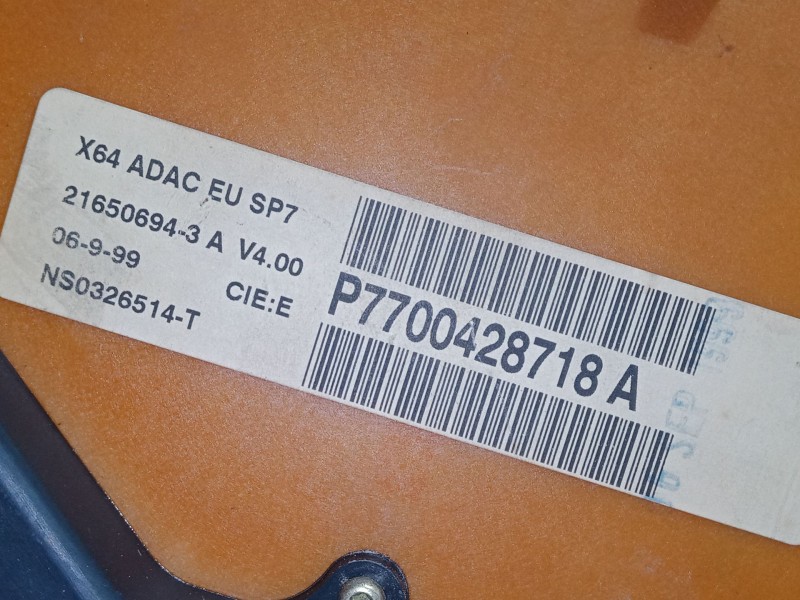 X64 ADAC EU SP7
21650694-3 A V4.00
06-9-99 CIE:E
NS0326514-T
P7700428718 A